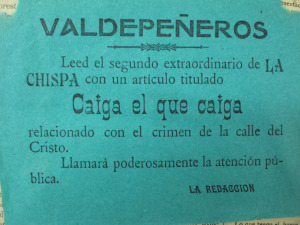 VALDEPEÑEROS
Leed el segundo extraordinario de LA
CHISPA con un artículo titulado
Caiga el que caiga
relacionado con el crimen de la calle del
Cristo.
Llamará poderosamente la atención pú-
blica.
LA REDACCION